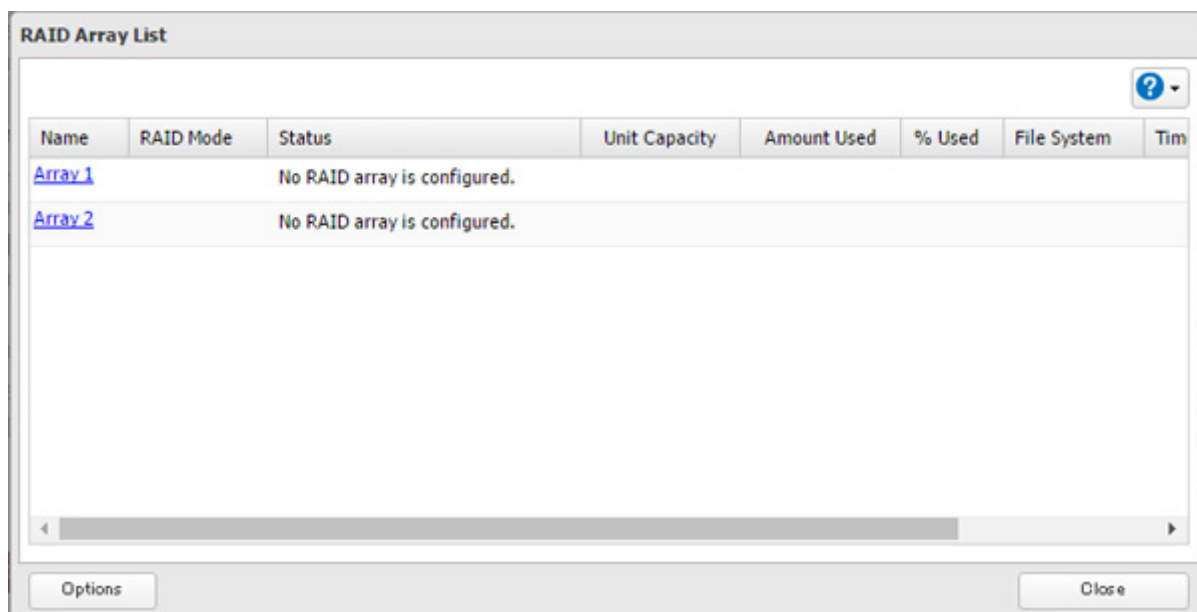 RAID Array List
?
Name RAID Mode Status Unit Capacity Amount Used % Used File System Tim
Array 1 No RAID array is configured.
Array 2 No RAID array is configured.
Options Close